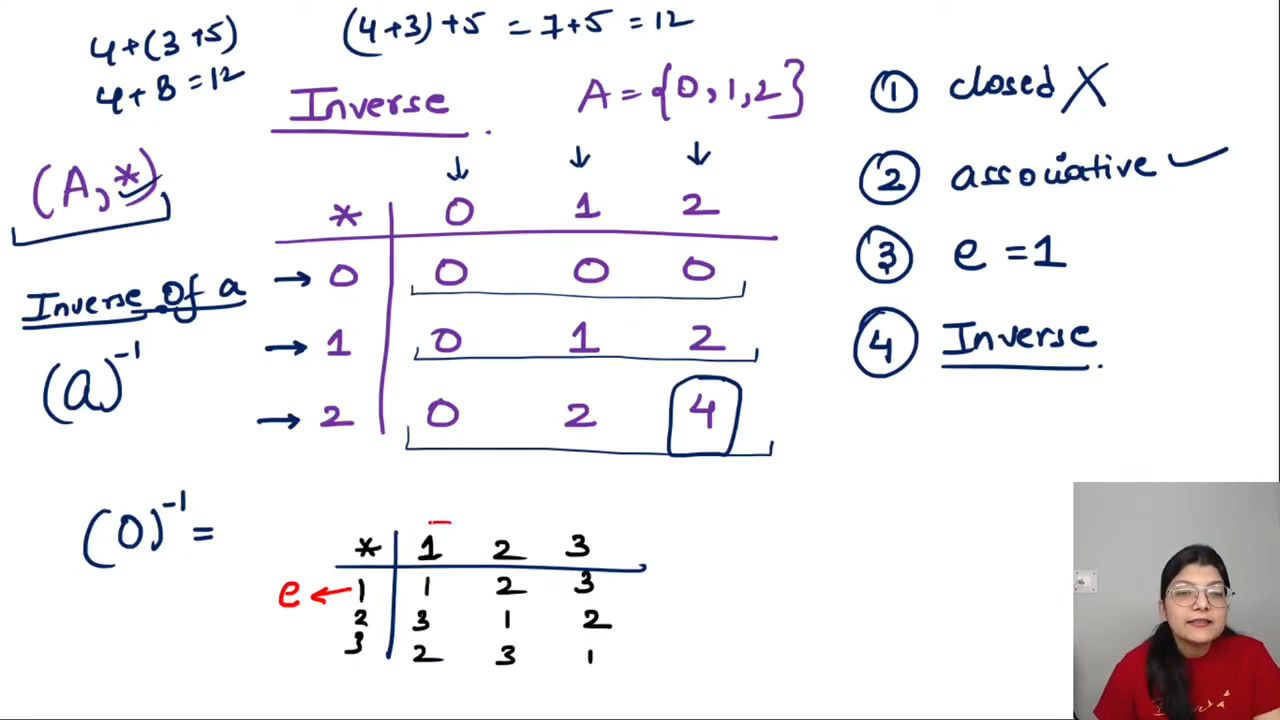 4+(3+5)
4+8=12
(4+3)+5 = 7+5 = 12
Inverse.
A = {0,1,2}
(A, *)
* 0 1 2
→ 0 0 0 0
→ 1 0 1 2
→ 2 0 2 4
Inverse of a
(a)⁻¹
(0)⁻¹ =
* 1 2 3
e ← 1 1 2 3
2 3 1 2
3 2 3 1
① closed X
② associative ✓
③ e = 1
④ Inverse.